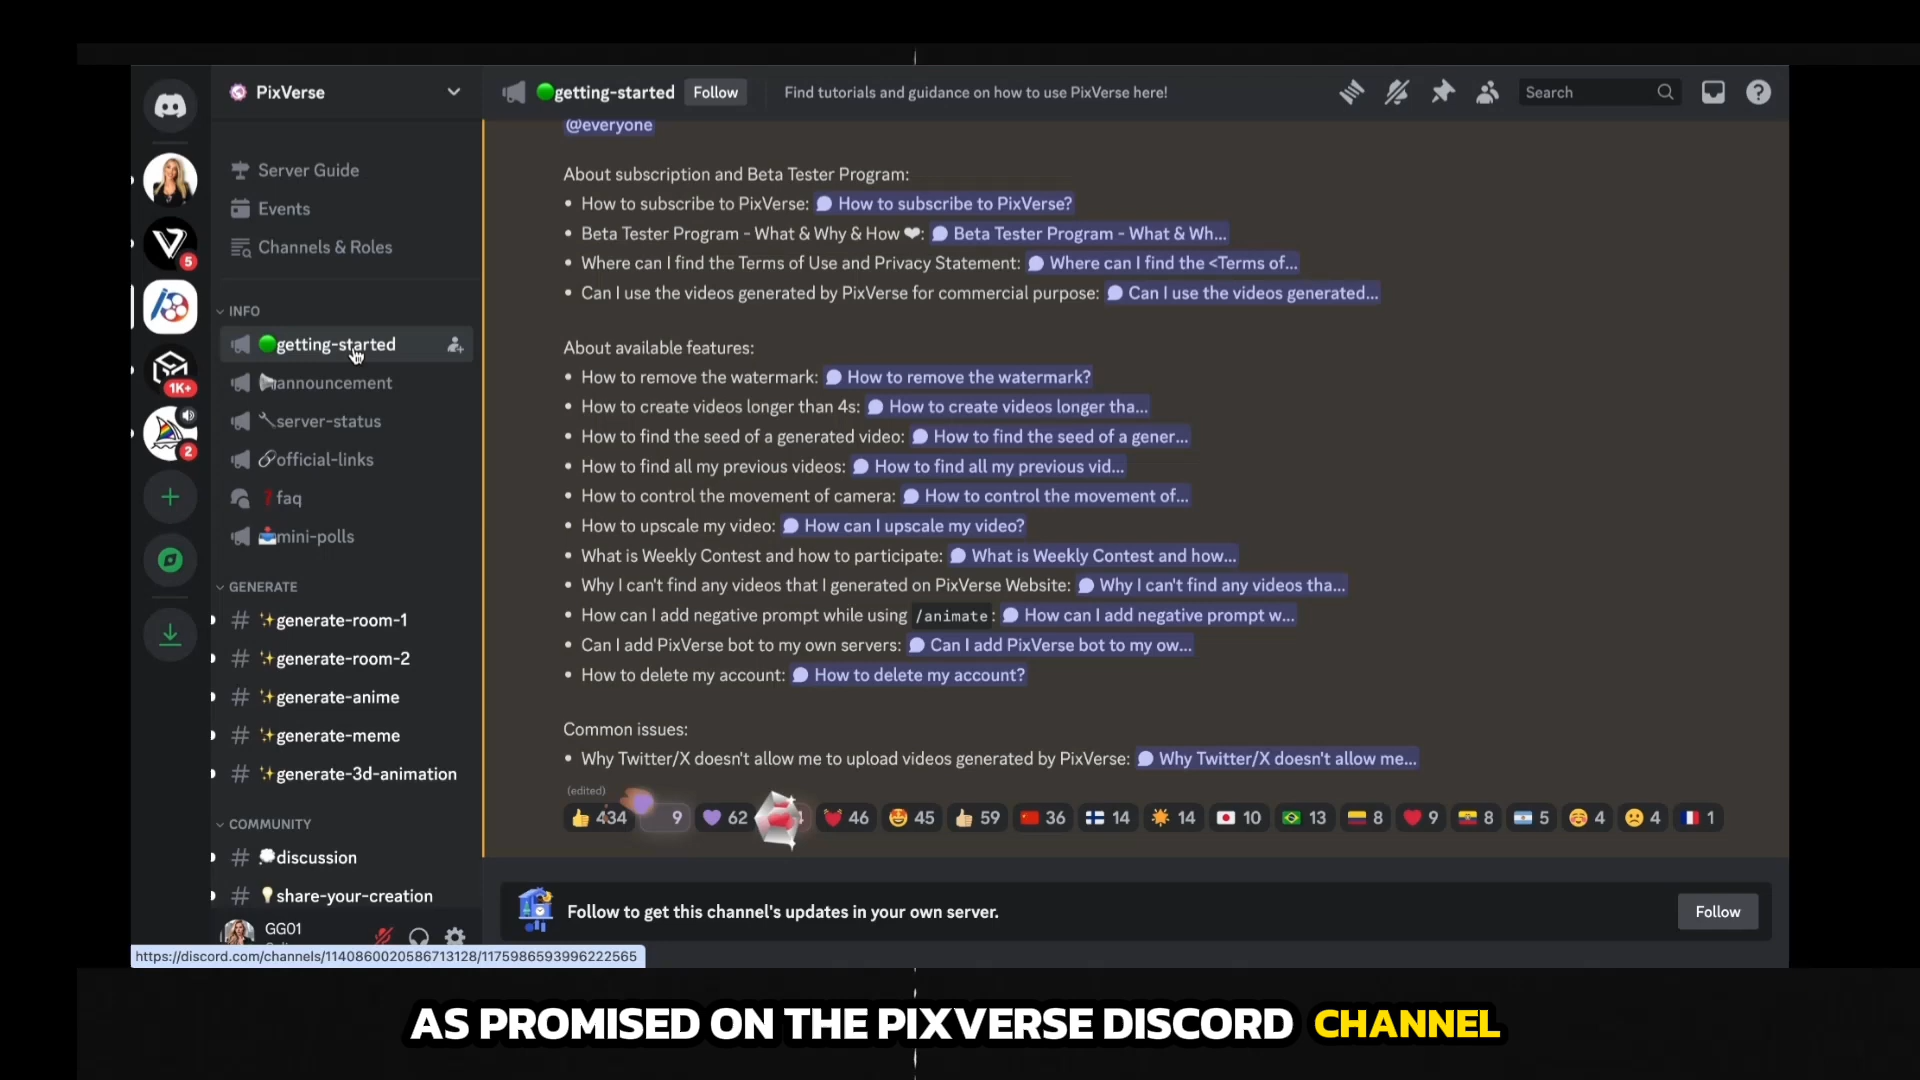 PixVerse
Server Guide
Events
Channels & Roles
INFO
getting-started
announcement
server-status
official-links
faq
mini-polls
GENERATE
generate-room-1
generate-room-2
generate-anime
generate-meme
generate-3d-animation
COMMUNITY
discussion
share-your-creation
GG01
5
1K+
2
https://discord.com/channels/1140860020586713128/1175986593996222565
getting-started Follow Find tutorials and guidance on how to use PixVerse here! Search
@everyone
About subscription and Beta Tester Program:
• How to subscribe to PixVerse: How to subscribe to PixVerse?
• Beta Tester Program - What & Why & How ❤: Beta Tester Program - What & Wh...
• Where can I find the Terms of Use and Privacy Statement: Where can I find the <Terms of...
• Can I use the videos generated by PixVerse for commercial purpose: Can I use the videos generated...
About available features:
• How to remove the watermark: How to remove the watermark?
• How to create videos longer than 4s: How to create videos longer tha...
• How to find the seed of a generated video: How to find the seed of a gener...
• How to find all my previous videos: How to find all my previous vid...
• How to control the movement of camera: How to control the movement of...
• How to upscale my video: How can I upscale my video?
• What is Weekly Contest and how to participate: What is Weekly Contest and how...
• Why I can't find any videos that I generated on PixVerse Website: Why I can't find any videos tha...
• How can I add negative prompt while using /animate: How can I add negative prompt w...
• Can I add PixVerse bot to my own servers: Can I add PixVerse bot to my ow...
• How to delete my account: How to delete my account?
Common issues:
• Why Twitter/X doesn't allow me to upload videos generated by PixVerse: Why Twitter/X doesn't allow me...
(edited)
434 9 62 46 45 59 36 14 14 10 13 8 9 8 5 4 4 1
Follow to get this channel's updates in your own server. Follow
AS PROMISED ON THE PIXVERSE DISCORD CHANNEL